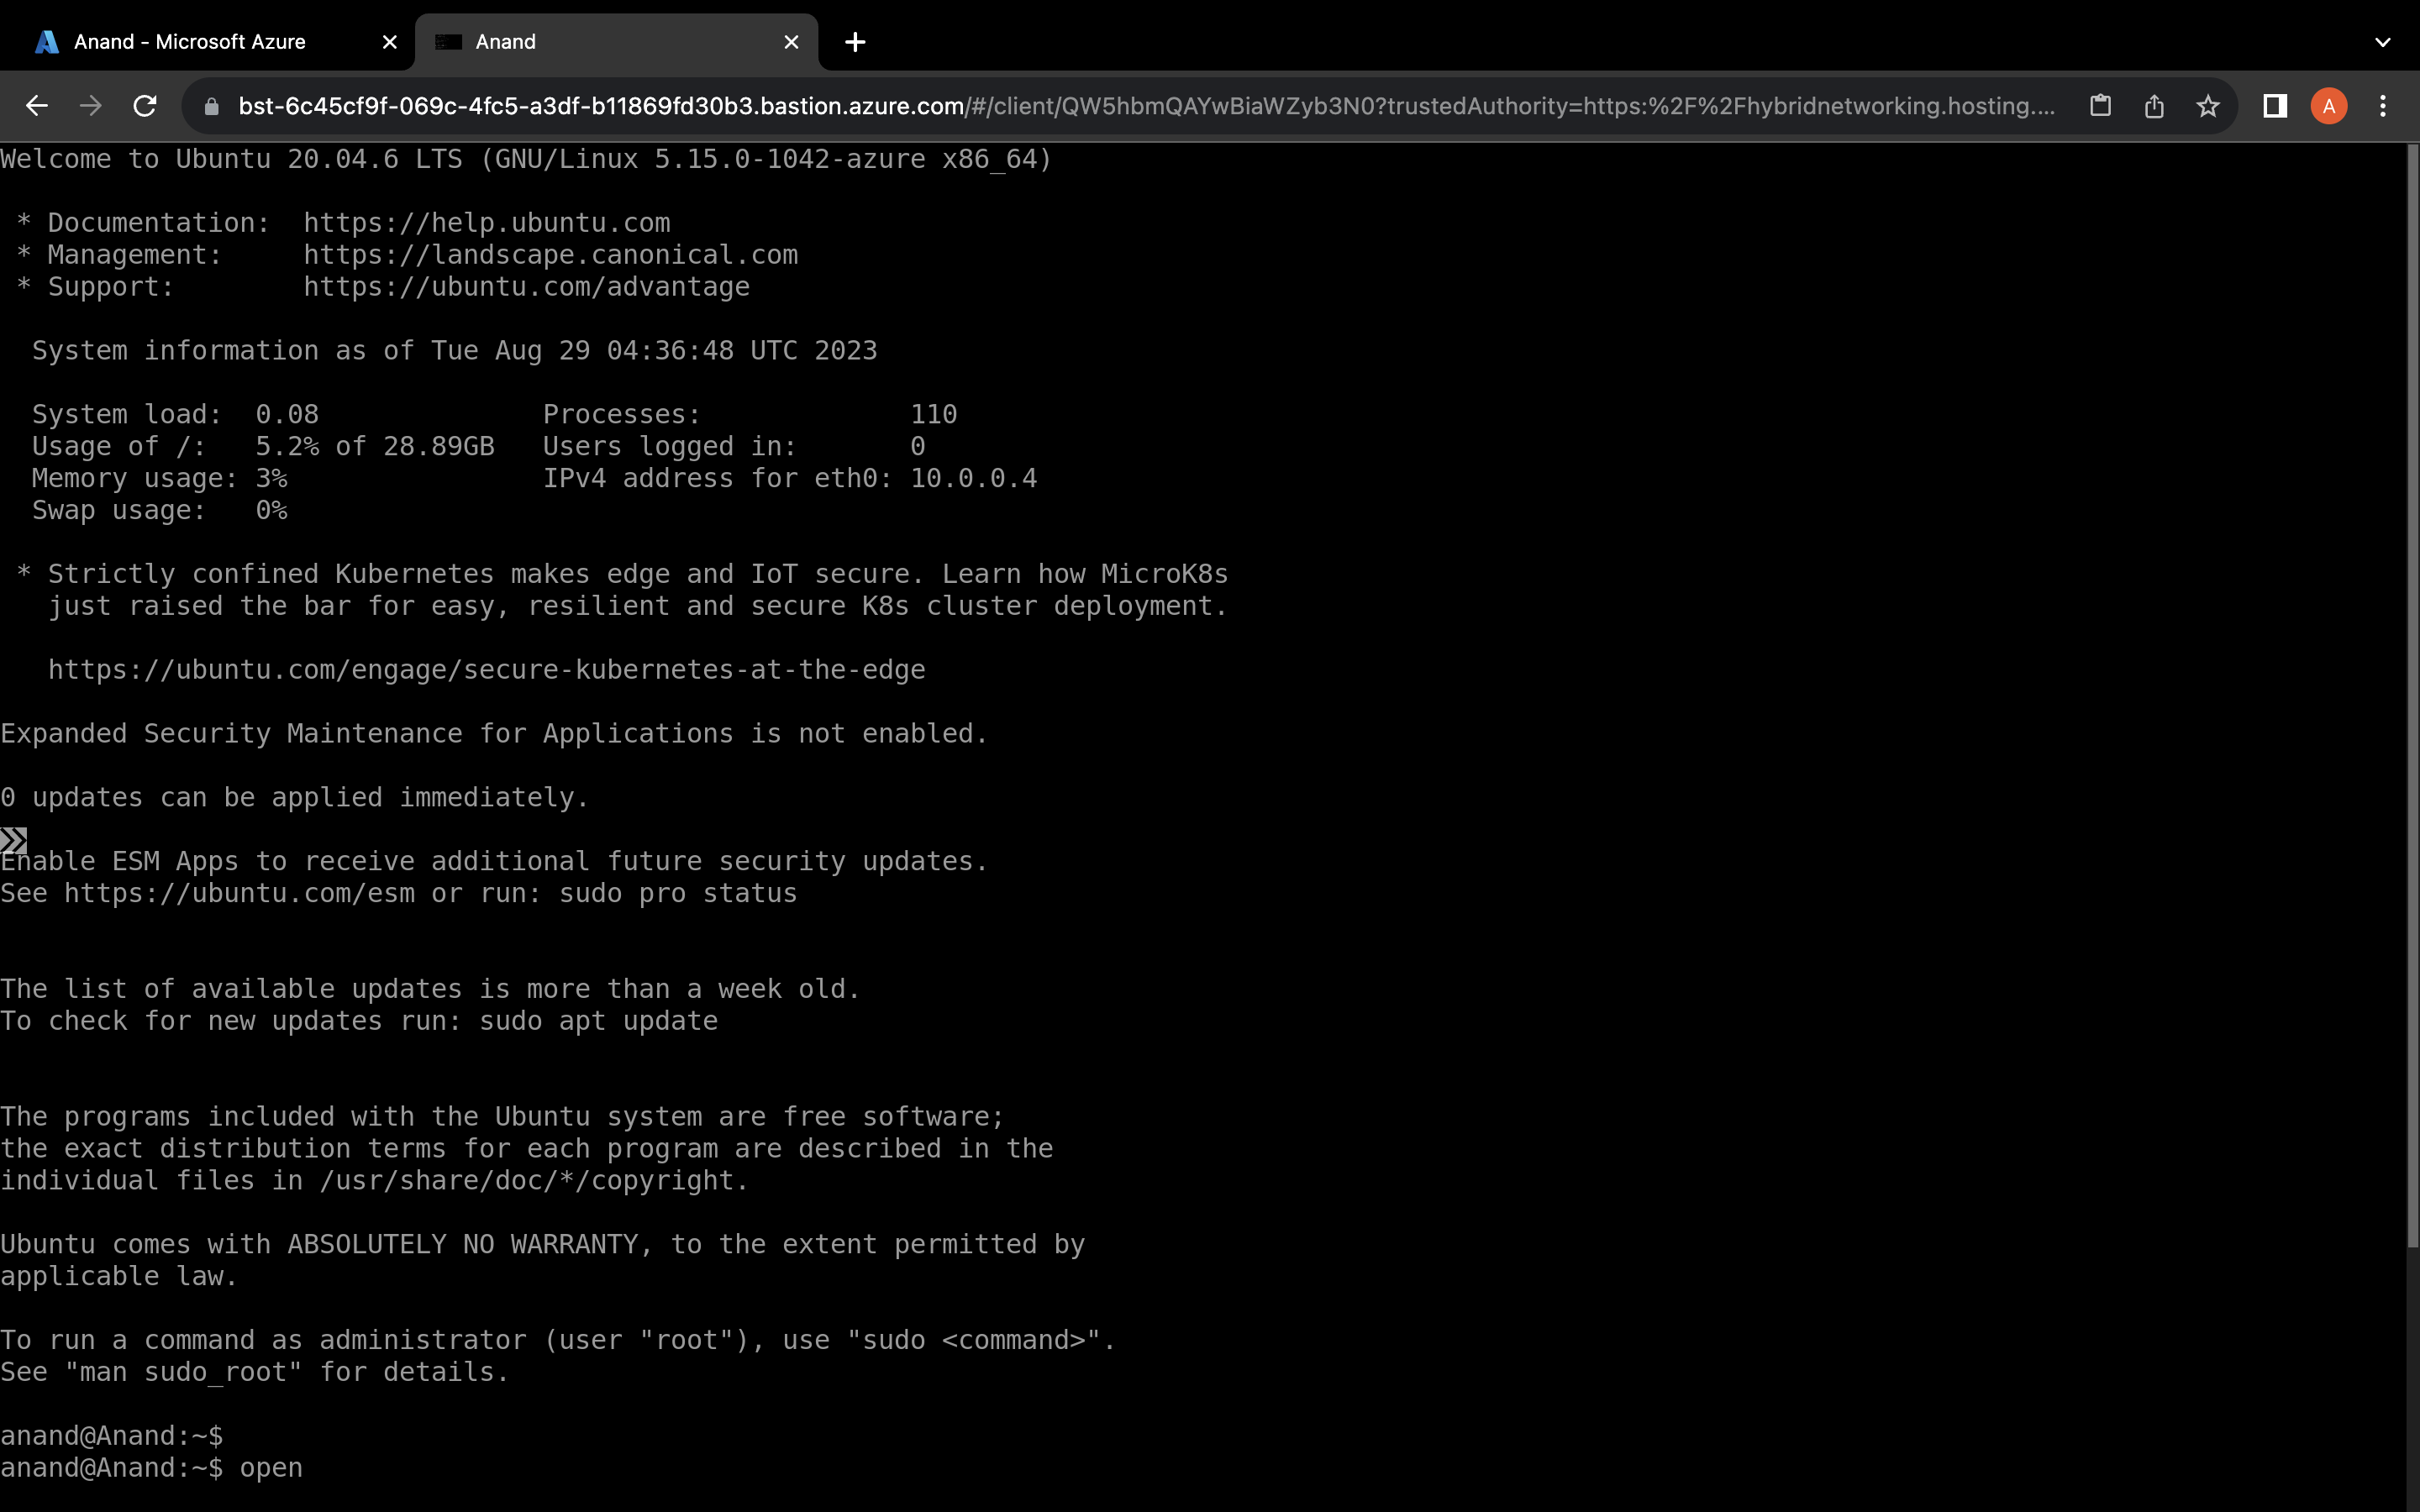 Anand - Microsoft Azure
Anand
bst-6c45cf9f-069c-4fc5-a3df-b11869fd30b3.bastion.azure.com/#/client/QW5hbmQAYwBiaWZyb3N0?trustedAuthority=https:%2F%2Fhybridnetworking.hosting....
A
Welcome to Ubuntu 20.04.6 LTS (GNU/Linux 5.15.0-1042-azure x86_64)
* Documentation:  https://help.ubuntu.com
* Management:     https://landscape.canonical.com
* Support:        https://ubuntu.com/advantage
System information as of Tue Aug 29 04:36:48 UTC 2023
System load:  0.08              Processes:             110
Usage of /:   5.2% of 28.89GB   Users logged in:       0
Memory usage: 3%                IPv4 address for eth0: 10.0.0.4
Swap usage:   0%
* Strictly confined Kubernetes makes edge and IoT secure. Learn how MicroK8s
just raised the bar for easy, resilient and secure K8s cluster deployment.
https://ubuntu.com/engage/secure-kubernetes-at-the-edge
Expanded Security Maintenance for Applications is not enabled.
0 updates can be applied immediately.
Enable ESM Apps to receive additional future security updates.
See https://ubuntu.com/esm or run: sudo pro status
The list of available updates is more than a week old.
To check for new updates run: sudo apt update
The programs included with the Ubuntu system are free software;
the exact distribution terms for each program are described in the
individual files in /usr/share/doc/*/copyright.
Ubuntu comes with ABSOLUTELY NO WARRANTY, to the extent permitted by
applicable law.
To run a command as administrator (user "root"), use "sudo <command>".
See "man sudo_root" for details.
anand@Anand:~$
anand@Anand:~$ open